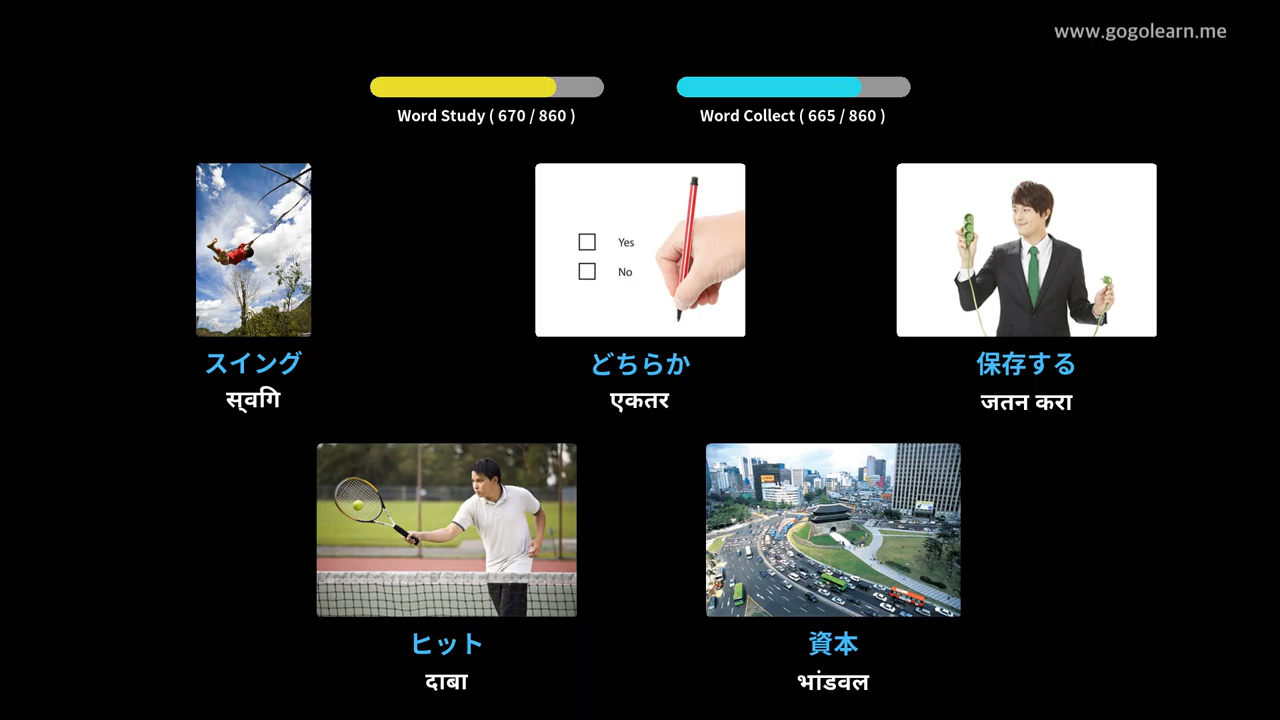 www.gogolearn.me
Word Study ( 670 / 860 )
Word Collect ( 665 / 860 )
Yes
No
スイング
स्वगि
どちらか
एकतर
保存する
जतन करा
ヒット
दाबा
資本
भांडवल